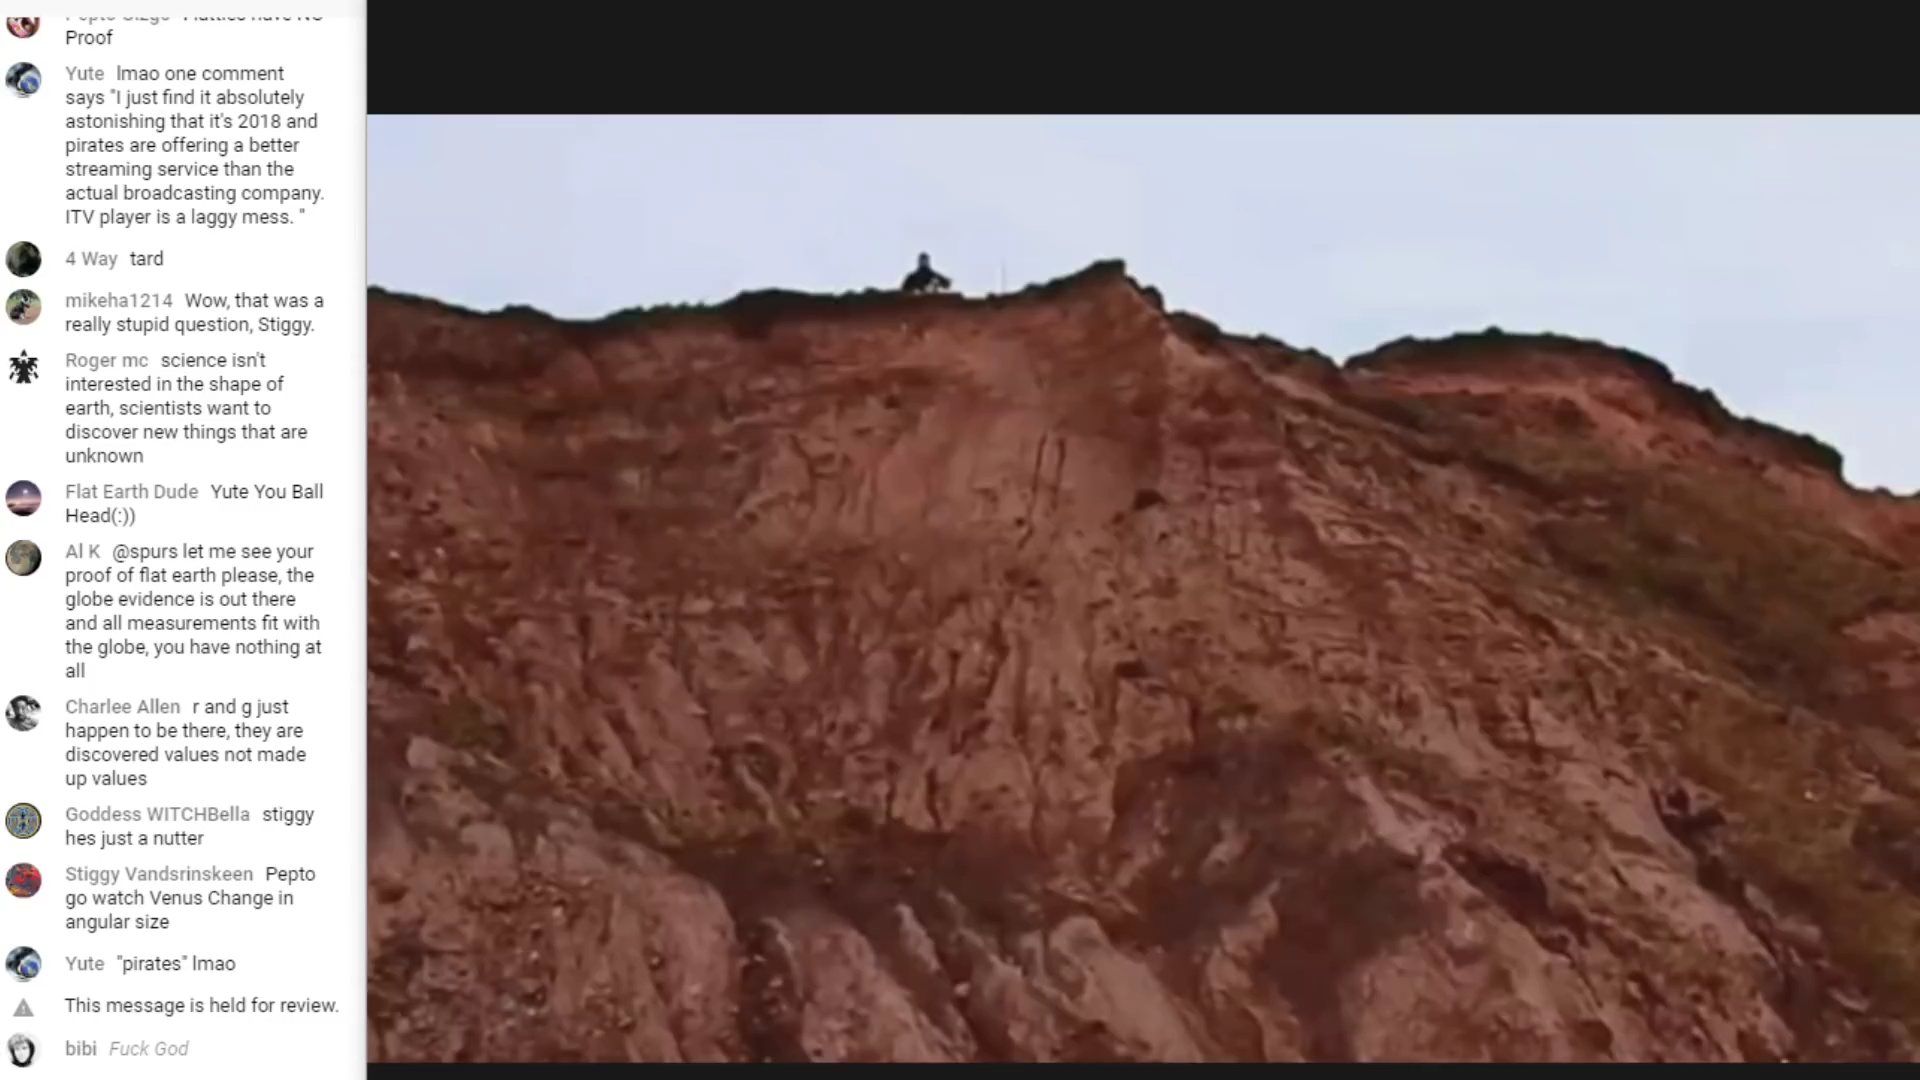 Proof
Yute lmao one comment
says "I just find it absolutely
astonishing that it's 2018 and
pirates are offering a better
streaming service than the
actual broadcasting company.
ITV player is a laggy mess. "
4 Way tard
mikeha1214 Wow, that was a
really stupid question, Stiggy.
Roger mc science isn't
interested in the shape of
earth, scientists want to
discover new things that are
unknown
Flat Earth Dude Yute You Ball
Head(:))
Al K @spurs let me see your
proof of flat earth please, the
globe evidence is out there
and all measurements fit with
the globe, you have nothing at
all
Charlee Allen r and g just
happen to be there, they are
discovered values not made
up values
Goddess WITCHBella stiggy
hes just a nutter
Stiggy Vandsrinskeen Pepto
go watch Venus Change in
angular size
Yute "pirates" lmao
This message is held for review.
bibi Fuck God